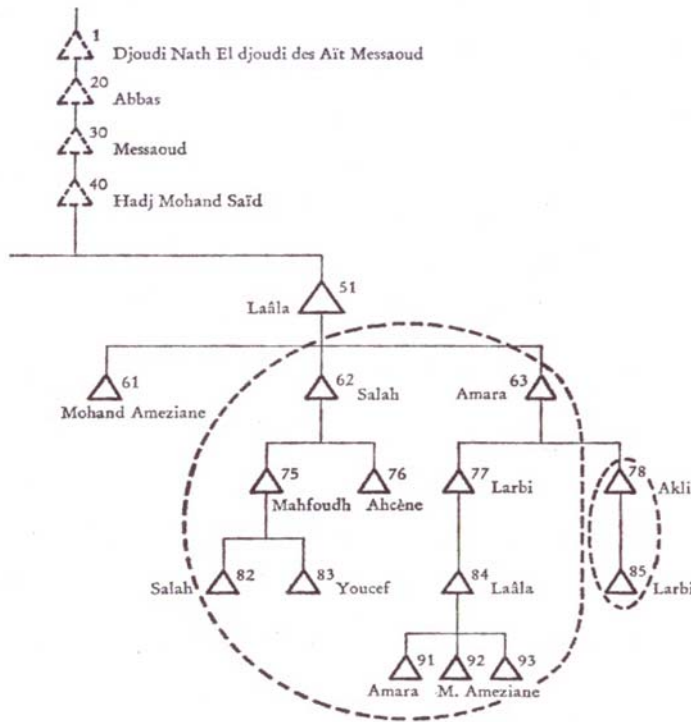 1
Djoudi Nath El djoudi des Aït Messaoud
20
Abbas
30
Messaoud
40
Hadj Mohand Saïd
51
Laâla
61
Mohand Ameziane
62
Salah
63
Amara
75
Mahfoudh
76
Ahcène
77
Larbi
78
Akli
82
Salah
83
Youcef
84
Laâla
85
Larbi
91
Amara
92
M. Ameziane
93